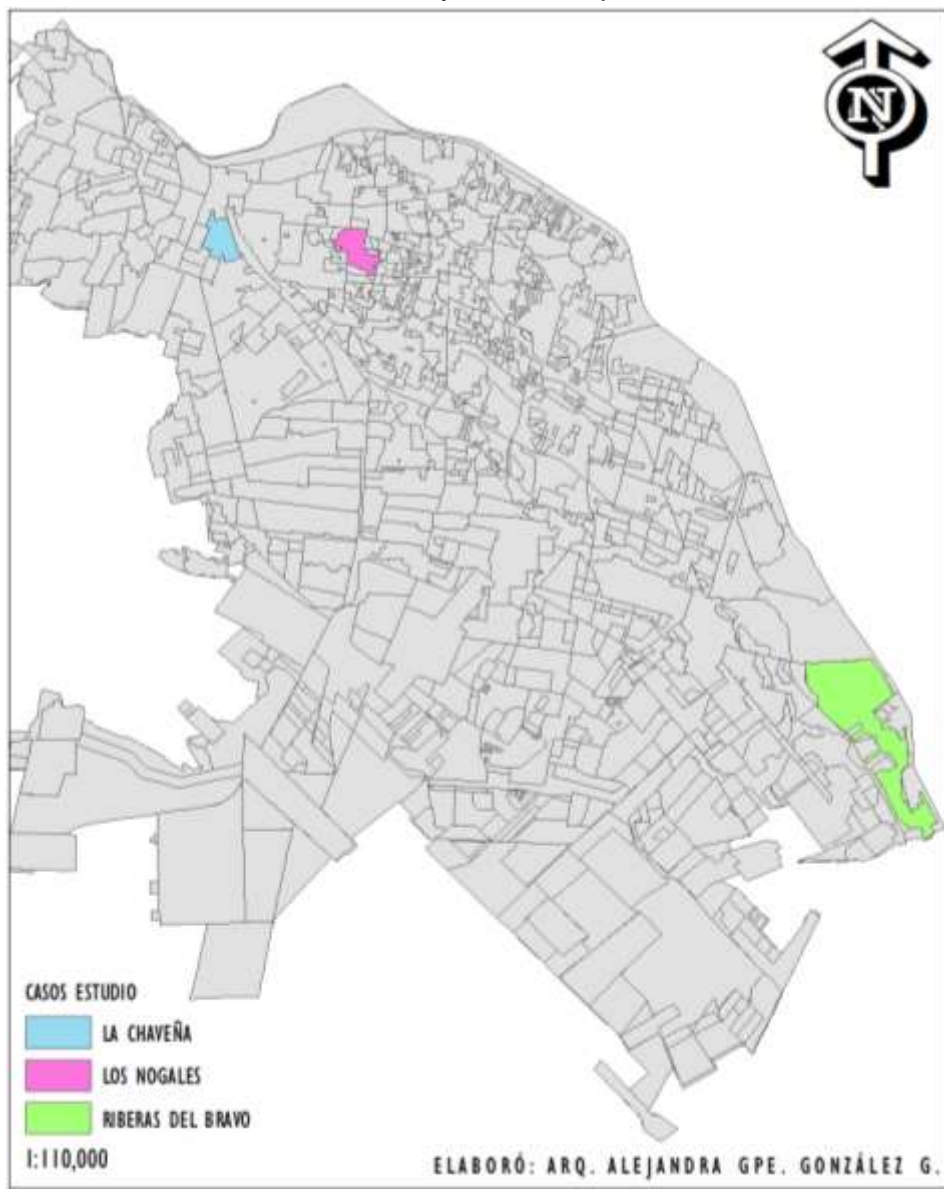 N
CASOS ESTUDIO
LA CHAVEÑA
LOS NOGALES
RIBERAS DEL BRAVO
1:110,000
ELABORÓ: ARQ. ALEJANDRA GPE. GONZÁLEZ G.